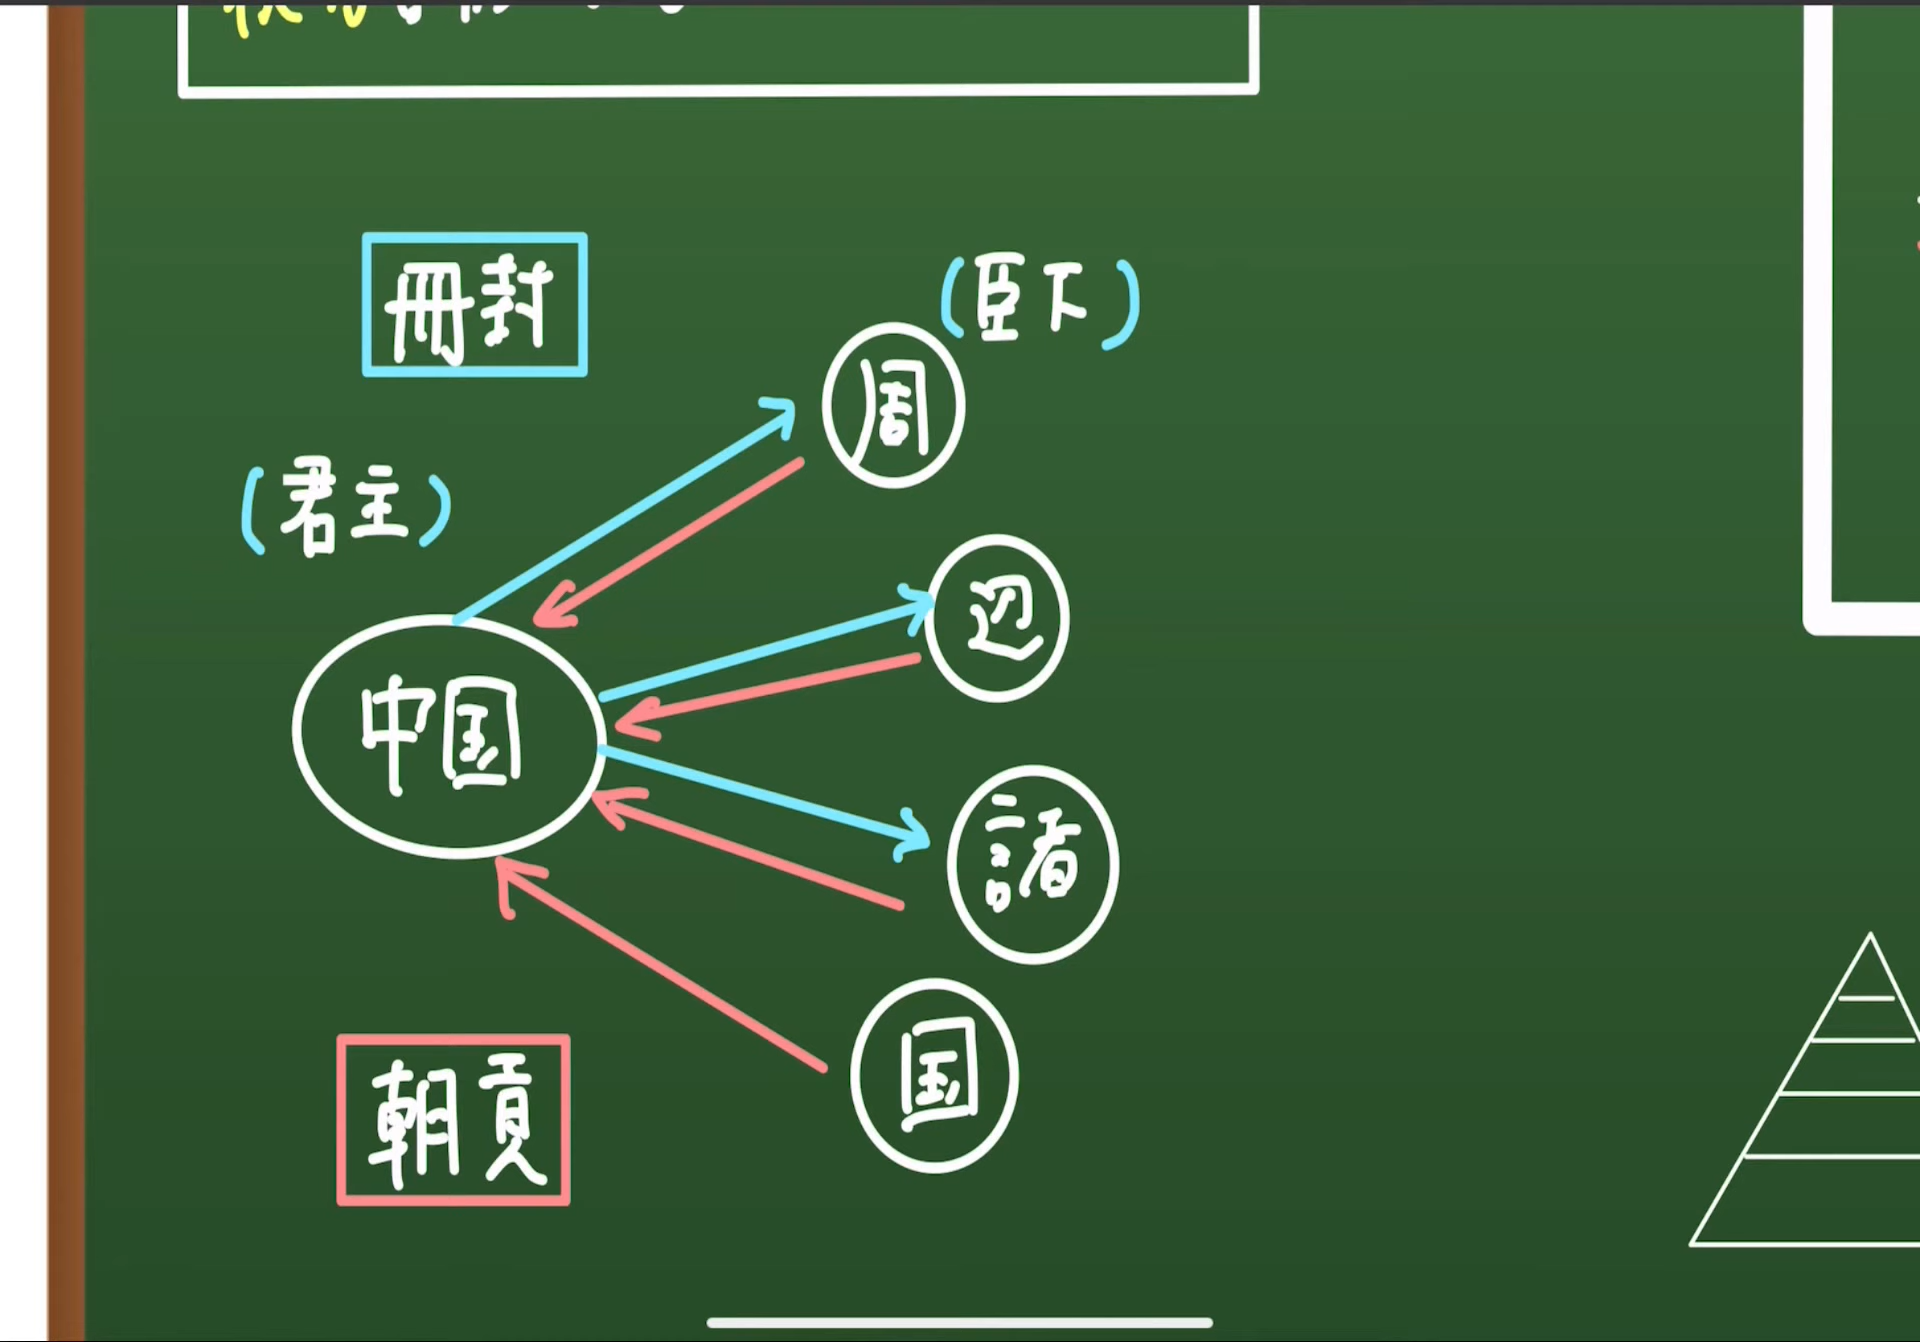 冊封
(臣下)
周
(君主)
辺
中国
諸
国
朝貢